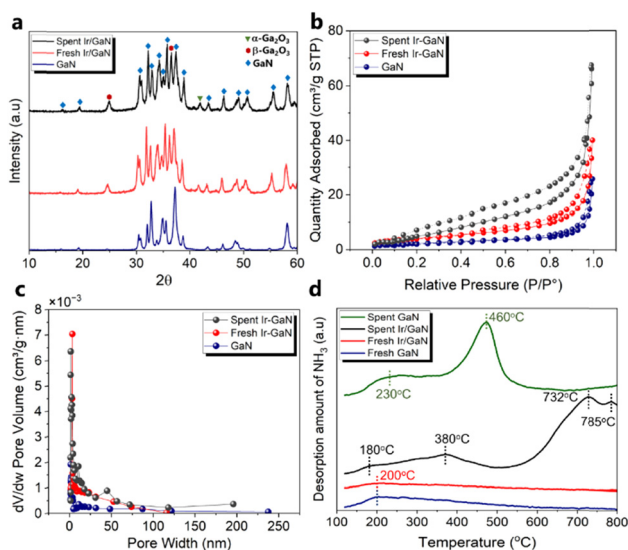 a
Spent Ir/GaN
Fresh Ir/GaN
GaN
α-Ga2O3
β-Ga2O3
GaN
Intensity (a.u)
10 20 30 40 50 60
2θ
b
Spent Ir-GaN
Fresh Ir-GaN
GaN
Quantity Adsorbed (cm³/g STP)
80
60
40
20
0
0.0 0.2 0.4 0.6 0.8 1.0
Relative Pressure (P/P°)
c
×10⁻³
Spent Ir-GaN
Fresh Ir-GaN
GaN
dV/dw Pore Volume (cm³/g·nm)
8
7
6
5
4
3
2
1
0
0 50 100 150 200 250
Pore Width (nm)
d
Spent GaN
Spent Ir/GaN
Fresh Ir/GaN
Fresh GaN
460°C
230°C
732°C
785°C
380°C
180°C
200°C
Desorption amount of NH3 (a.u)
200 300 400 500 600 700 800
Temperature (°C)